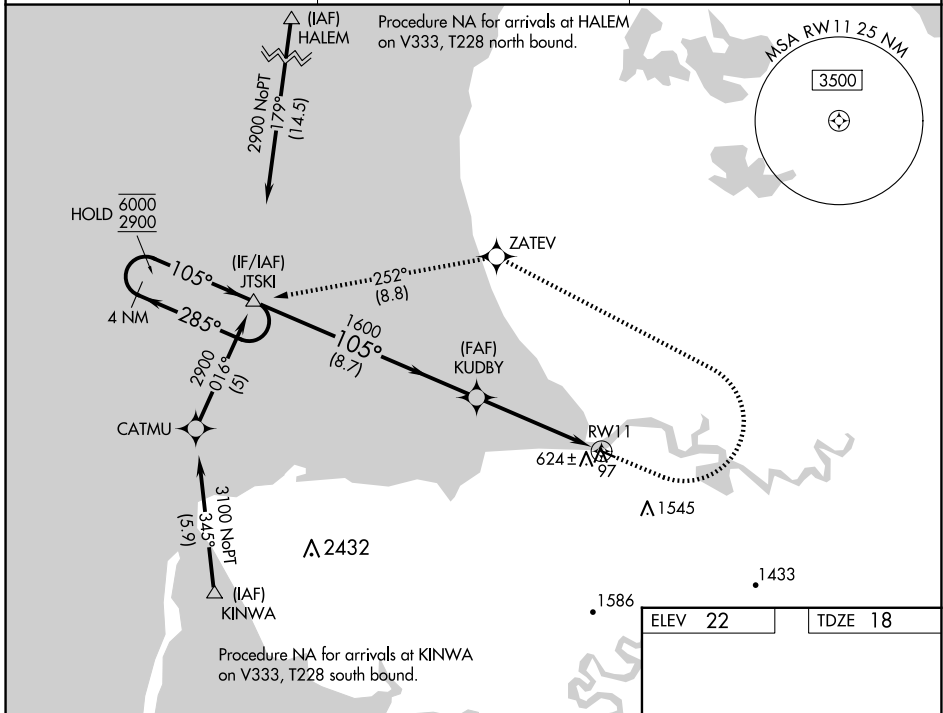 (IAF)
HALEM
Procedure NA for arrivals at HALEM
on V333, T228 north bound.
MSA RW11 25 NM
3500
2900 NoPT
179°
(14.5)
HOLD
6000
2900
105°
(IF/IAF)
JTSKI
ZATEV
252°
(8.8)
4 NM
285°
1600
105°
(8.7)
(FAF)
KUDBY
2900
016°
(5)
CATMU
RW11
624±
97
1545
3100 NoPT
345°
(5.9)
2432
(IAF)
KINWA
1433
1586
ELEV 22
TDZE 18
Procedure NA for arrivals at KINWA
on V333, T228 south bound.